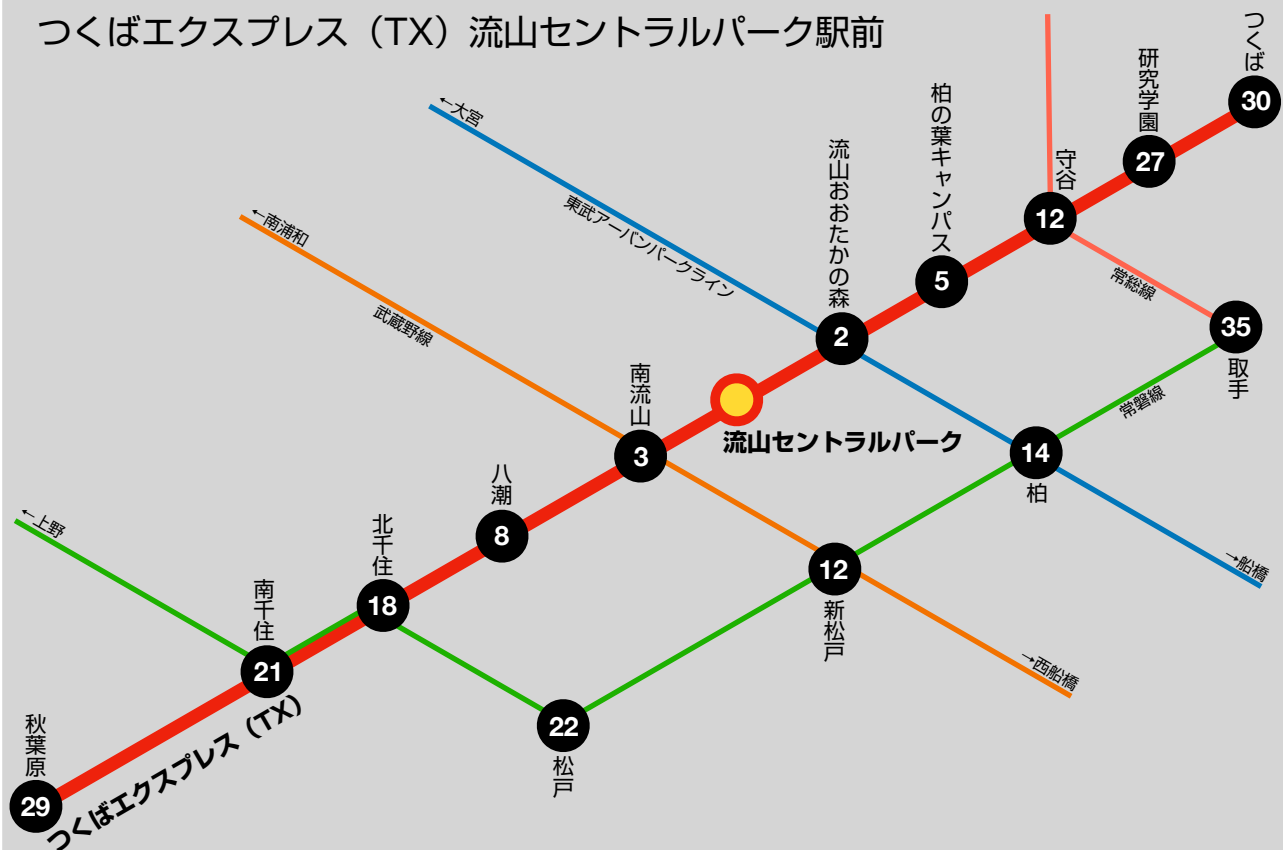 つくばエクスプレス（TX）流山セントラルパーク駅前
つくば
30
研究学園
27
守谷
12
柏の葉キャンパス
5
流山おおたかの森
2
←大宮
東武アーバンパークライン
←南浦和
武蔵野線
常総線
35
取手
常磐線
南流山
3
流山セントラルパーク
14
柏
八潮
8
北千住
18
←上野
南千住
21
12
新松戸
→船橋
→西船橋
22
松戸
秋葉原
29
つくばエクスプレス（TX）